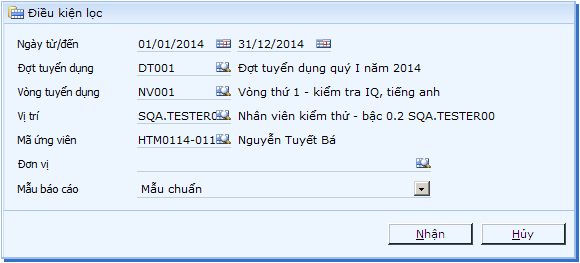 Điều kiện lọc
Ngày từ/đến 01/01/2014 31/12/2014
Đợt tuyển dụng DT001 Đợt tuyển dụng quý I năm 2014
Vòng tuyển dụng NV001 Vòng thứ 1 - kiểm tra IQ, tiếng anh
Vị trí SQA.TESTER0 Nhân viên kiểm thử - bậc 0.2 SQA.TESTER00
Mã ứng viên HTM0114-011 Nguyễn Tuyết Bá
Đơn vị
Mẫu báo cáo Mẫu chuẩn
Nhận Hủy